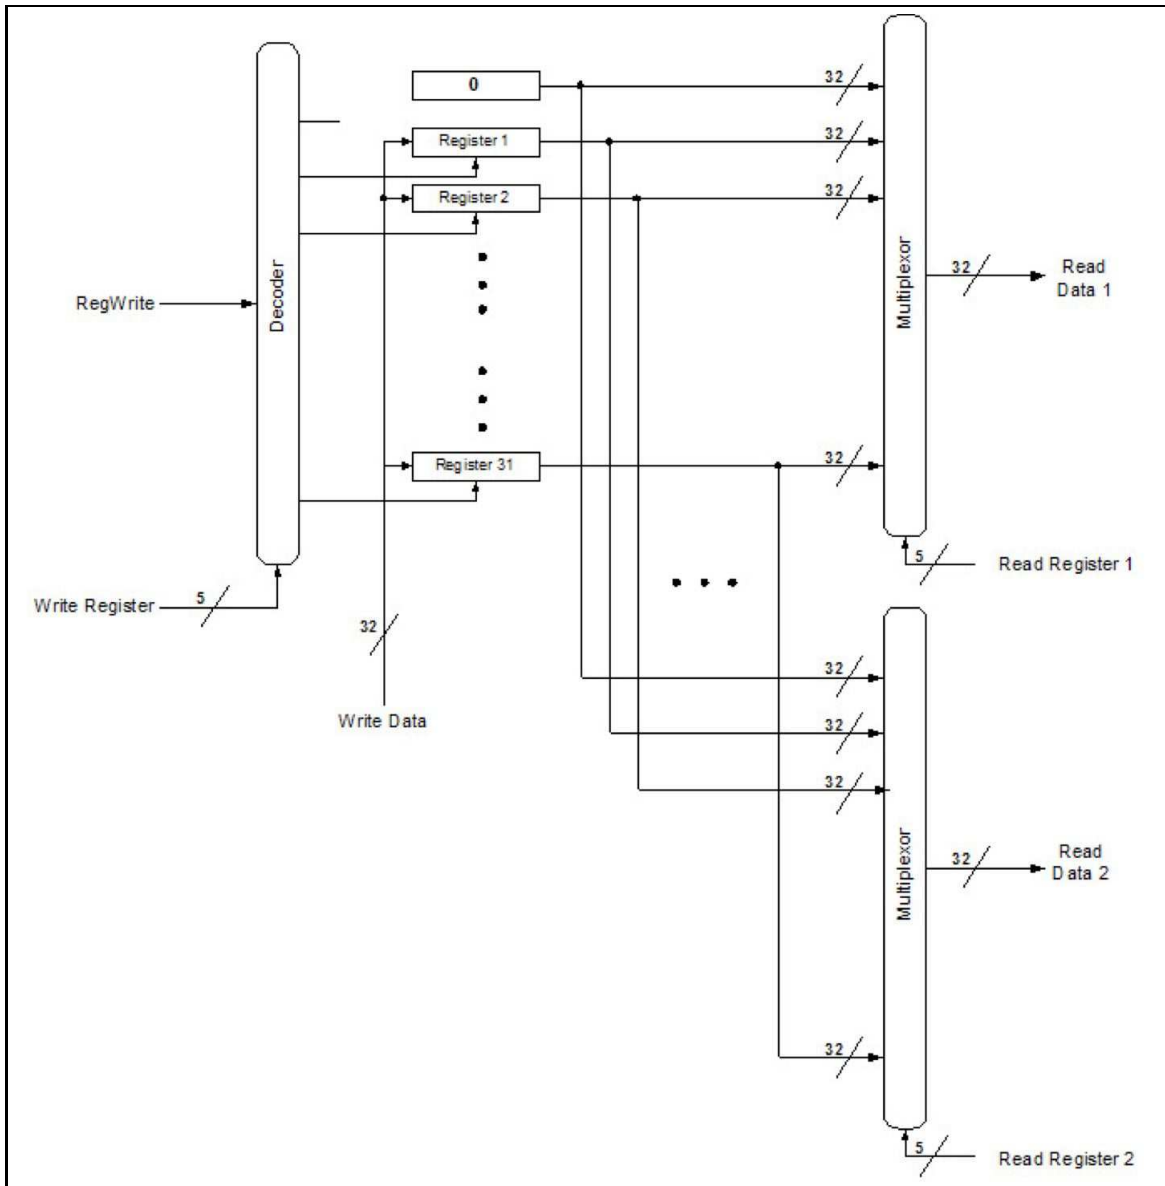 32
0
32
Register 1
32
Register 2
Decoder
Multiplexor
32
Read
Data 1
RegWrite
32
Register 31
5
Read Register 1
5
Write Register
32
32
Write Data
32
32
Multiplexor
32
Read
Data 2
32
5
Read Register 2